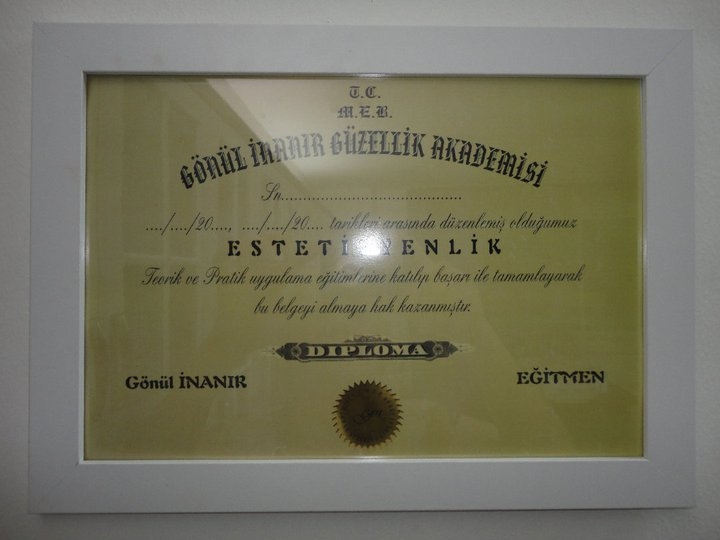 T.C.
M.E.B.
GÖNÜL İNANIR GÜZELLİK AKADEMİSİ
Sn..........................................
..../..../20...., ..../..../20.... tarikleri arasında düzenlemiş olduğumuz
Teorik ve Pratik uygulama eğitimlerine katılıp başarı ile tamamlayarak
bu belgeyi almaya hak kazanmıştır.
DIPLOMA
Gönül İNANIR
EĞİTMEN